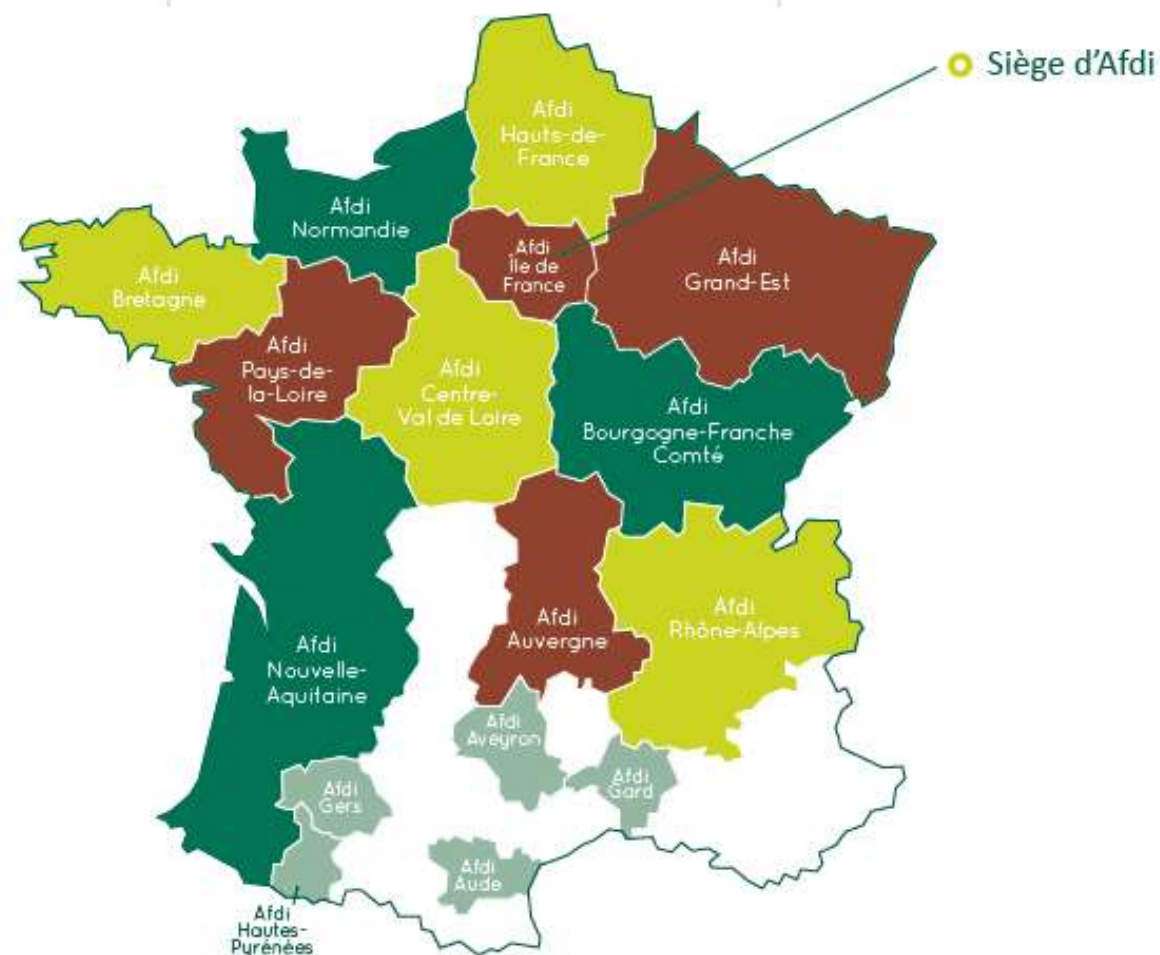 Siège d'Afdi
Afdi
Hauts-de-
France
Afdi
Normandie
Afdi
Île de
France
Afdi
Grand-Est
Afdi
Bretagne
Afdi
Pays-de-
la-Loire
Afdi
Centre-
Val de Loire
Afdi
Bourgogne-Franche
Comté
Afdi
Auvergne
Afdi
Rhône-Alpes
Afdi
Nouvelle-
Aquitaine
Afdi
Aveyron
Afdi
Gard
Afdi
Gers
Afdi
Aude
Afdi
Hautes-
Pyrénées